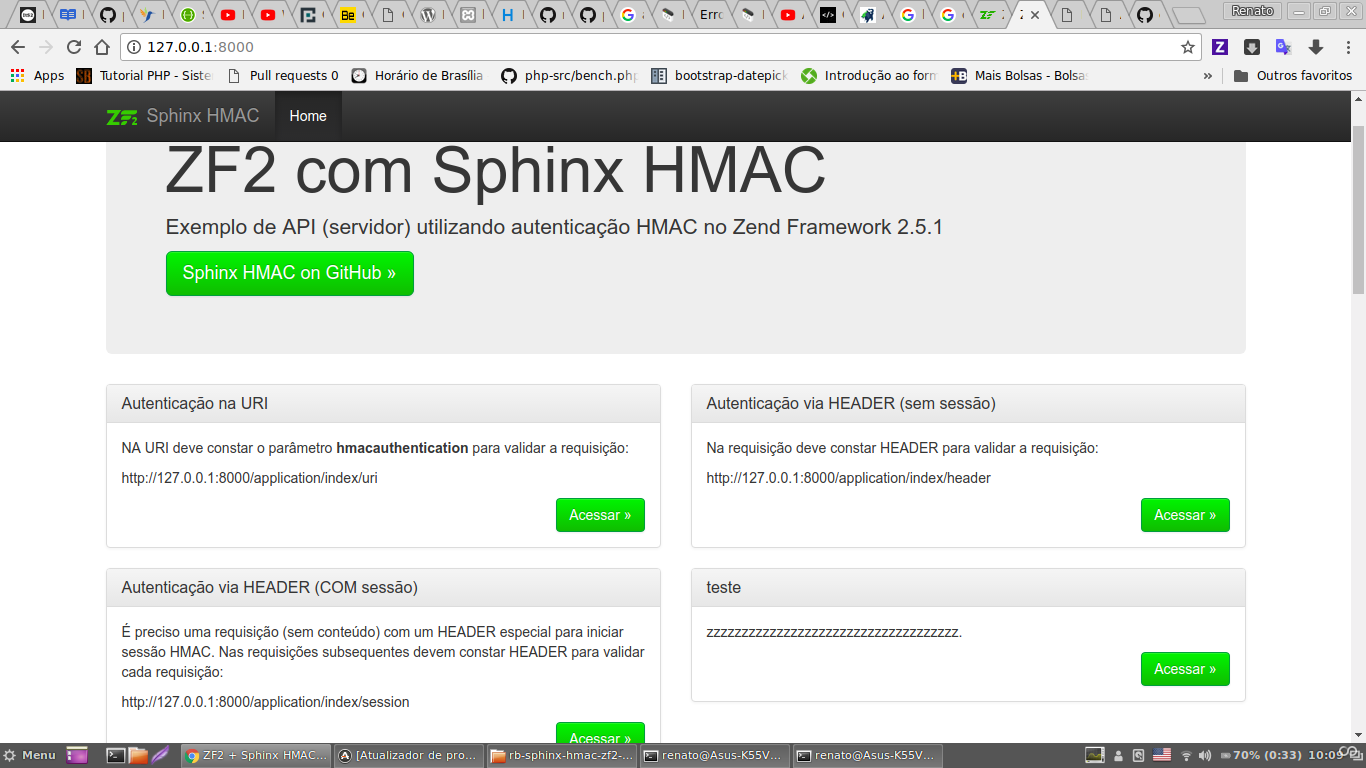 Renato
127.0.0.1:8000
Apps Tutorial PHP - Siste Pull requests 0 Horário de Brasília php-src/bench.php bootstrap-datepick Introdução ao form Mais Bolsas - Bolsa » Outros favoritos
ZF2 Sphinx HMAC Home
ZF2 com Sphinx HMAC
Exemplo de API (servidor) utilizando autenticação HMAC no Zend Framework 2.5.1
Sphinx HMAC on GitHub »
Autenticação na URI
NA URI deve constar o parâmetro hmacauthentication para validar a requisição:
http://127.0.0.1:8000/application/index/uri
Acessar »
Autenticação via HEADER (sem sessão)
Na requisição deve constar HEADER para validar a requisição:
http://127.0.0.1:8000/application/index/header
Acessar »
Autenticação via HEADER (COM sessão)
É preciso uma requisição (sem conteúdo) com um HEADER especial para iniciar
sessão HMAC. Nas requisições subsequentes devem constar HEADER para validar
cada requisição:
http://127.0.0.1:8000/application/index/session
Acessar »
teste
zzzzzzzzzzzzzzzzzzzzzzzzzzzzzzzzzzzz.
Acessar »
Menu ZF2 + Sphinx HMAC... [Atualizador de pro... rb-sphinx-hmac-zf2-... renato@Asus-K55V... renato@Asus-K55V... 70% (0:33) 10:09